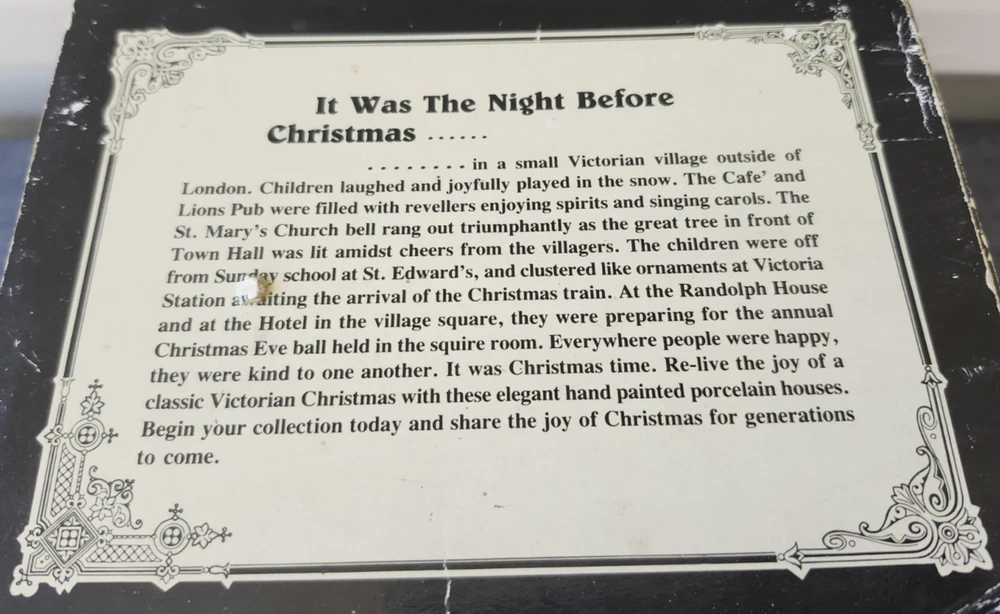 It Was The Night Before
Christmas ......
........ in a small Victorian village outside of
London. Children laughed and joyfully played in the snow. The Cafe' and
Lions Pub were filled with revellers enjoying spirits and singing carols. The
St. Mary's Church bell rang out triumphantly as the great tree in front of
Town Hall was lit amidst cheers from the villagers. The children were off
from Sunday school at St. Edward's, and clustered like ornaments at Victoria
Station awaiting the arrival of the Christmas train. At the Randolph House
and at the Hotel in the village square, they were preparing for the annual
Christmas Eve ball held in the squire room. Everywhere people were happy,
they were kind to one another. It was Christmas time. Re-live the joy of a
classic Victorian Christmas with these elegant hand painted porcelain houses.
Begin your collection today and share the joy of Christmas for generations
to come.